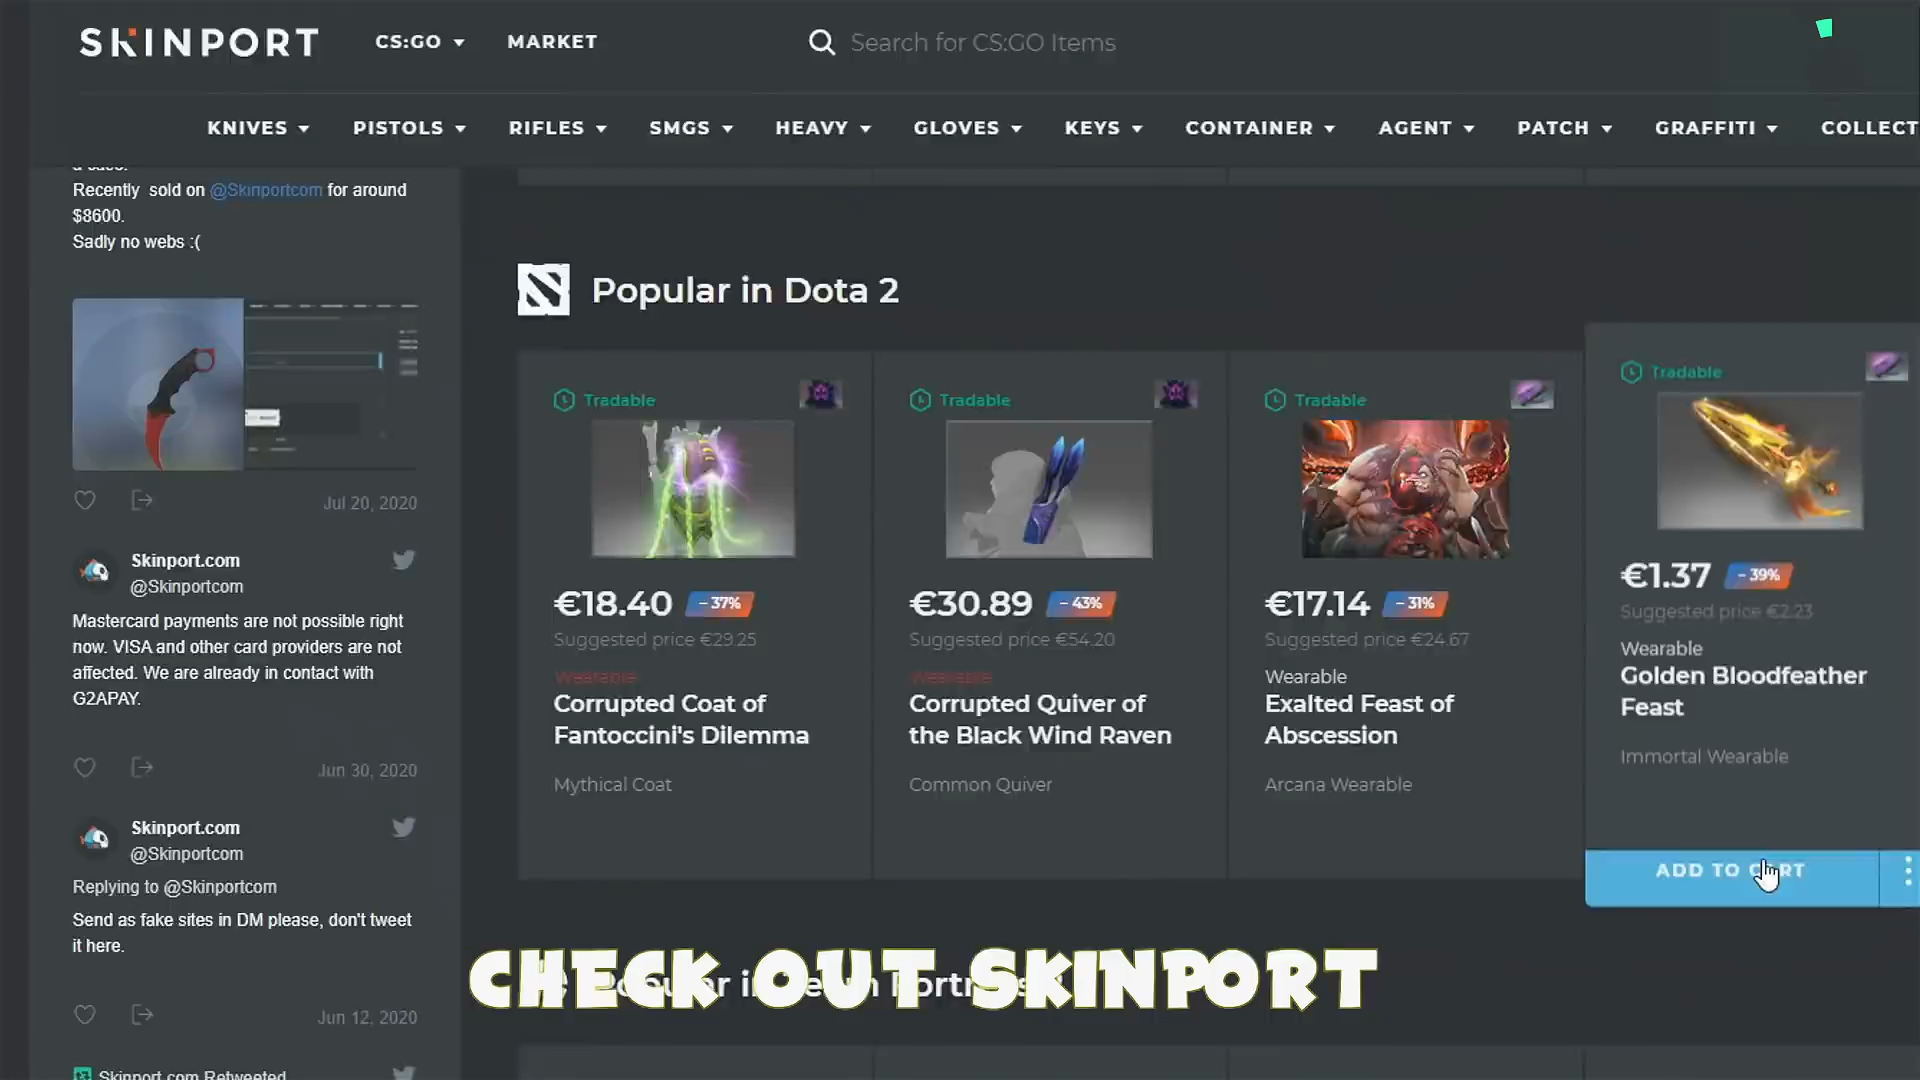 SKINPORT
CS:GO
MARKET
Search for CS:GO Items
KNIVES
PISTOLS
RIFLES
SMGS
HEAVY
GLOVES
KEYS
CONTAINER
AGENT
PATCH
GRAFFITI
COLLECT
Recently sold on @Skinportcom for around
$8600.
Sadly no webs :(
Jul 20, 2020
Skinport.com
@Skinportcom
Mastercard payments are not possible right
now. VISA and other card providers are not
affected. We are already in contact with
G2APAY.
Jun 30, 2020
Skinport.com
@Skinportcom
Replying to @Skinportcom
Send as fake sites in DM please, don't tweet
it here.
Jun 12, 2020
Skinport.com Retweeted
Popular in Dota 2
Tradable
€18.40
- 37%
Suggested price €29.25
Wearable
Corrupted Coat of
Fantoccini's Dilemma
Mythical Coat
Tradable
€30.89
- 43%
Suggested price €54.20
Wearable
Corrupted Quiver of
the Black Wind Raven
Common Quiver
Tradable
€17.14
- 31%
Suggested price €24.67
Wearable
Exalted Feast of
Abscession
Arcana Wearable
Tradable
€1.37
- 39%
Suggested price €2.23
Wearable
Golden Bloodfeather
Feast
Immortal Wearable
ADD TO CART
CHECK OUT SKINPORT